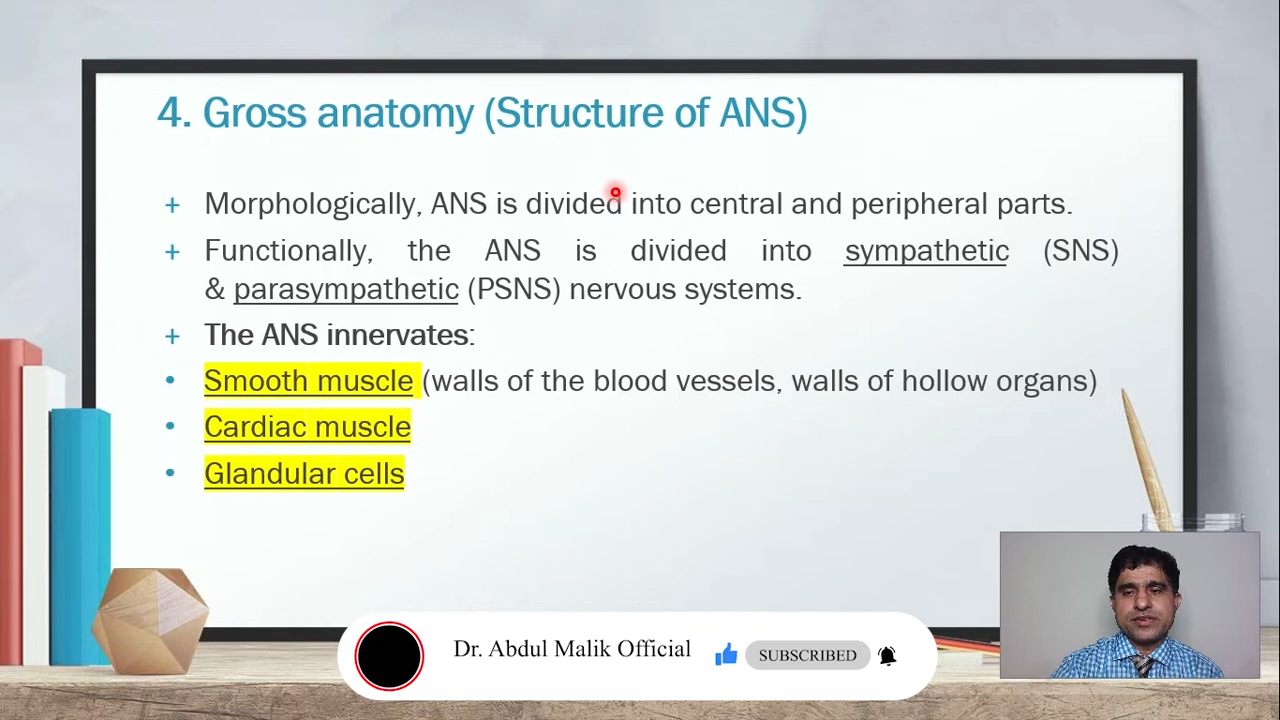 4. Gross anatomy (Structure of ANS)
+ Morphologically, ANS is divided into central and peripheral parts.
+ Functionally, the ANS is divided into sympathetic (SNS)
& parasympathetic (PSNS) nervous systems.
+ The ANS innervates:
• Smooth muscle (walls of the blood vessels, walls of hollow organs)
• Cardiac muscle
• Glandular cells
Dr. Abdul Malik Official
SUBSCRIBED